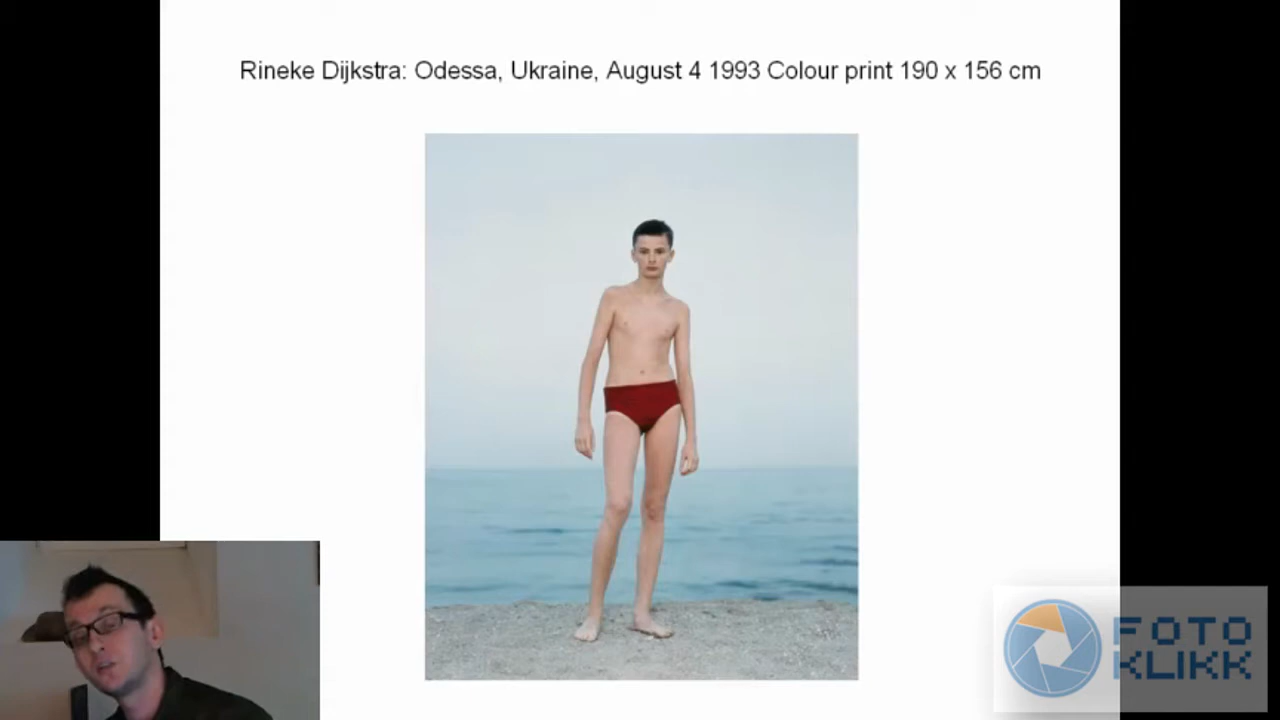 Rineke Dijkstra: Odessa, Ukraine, August 4 1993 Colour print 190 x 156 cm
FOTO
KLIKK